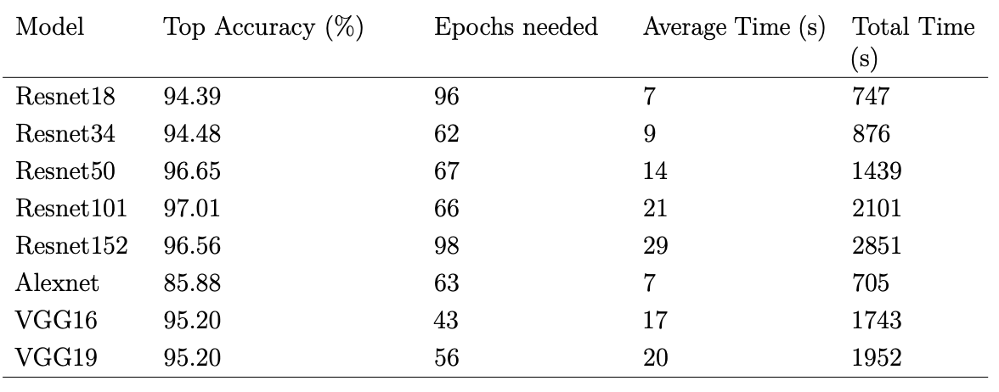 Model Top Accuracy (%) Epochs needed Average Time (s) Total Time
(s)
Resnet18 94.39 96 7 747
Resnet34 94.48 62 9 876
Resnet50 96.65 67 14 1439
Resnet101 97.01 66 21 2101
Resnet152 96.56 98 29 2851
Alexnet 85.88 63 7 705
VGG16 95.20 43 17 1743
VGG19 95.20 56 20 1952